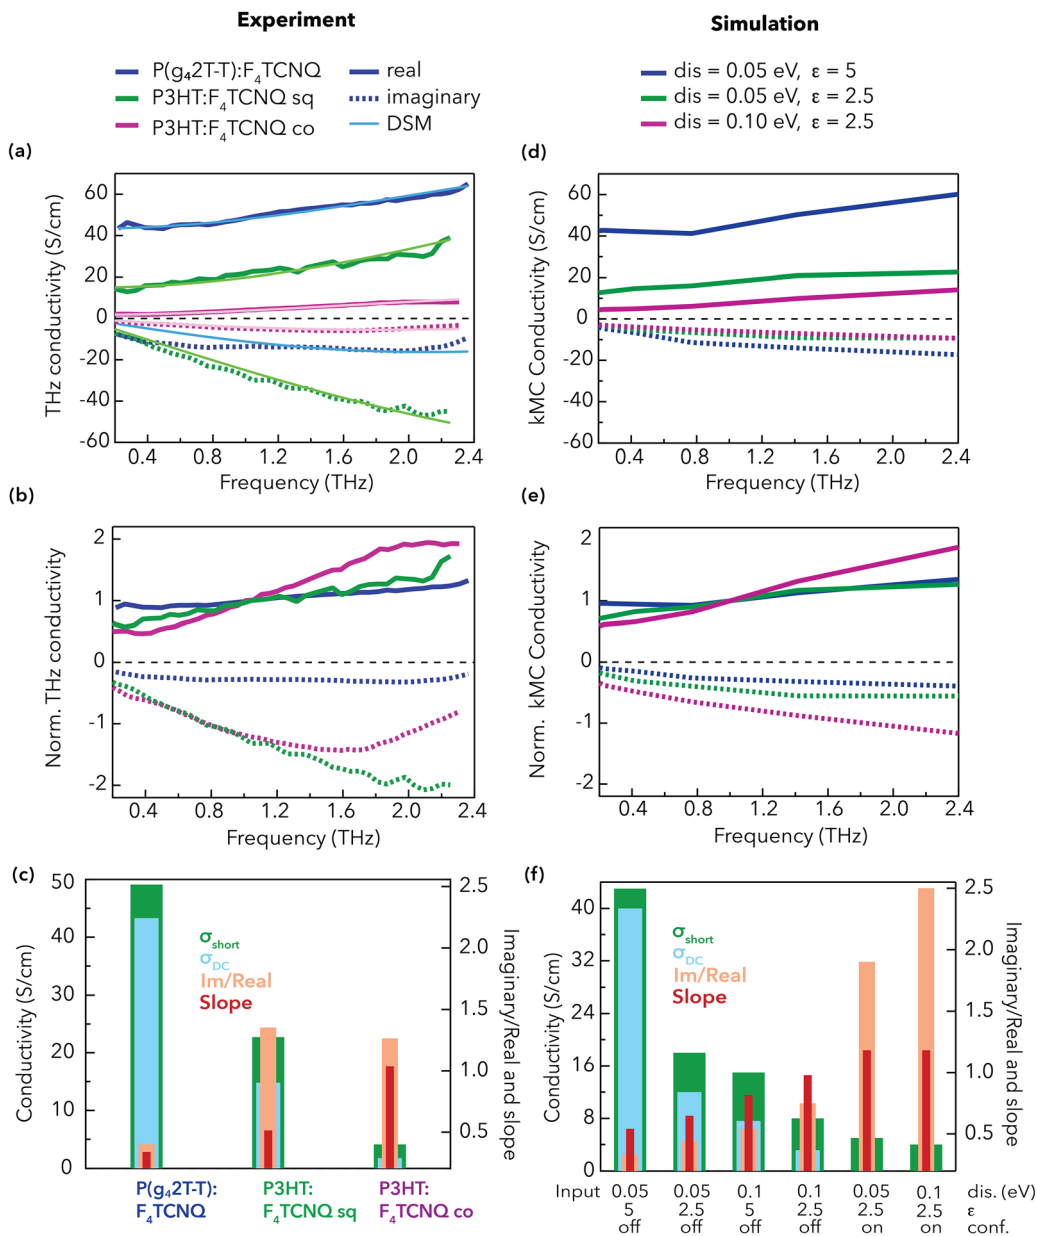 Experiment
Simulation
P(g₄2T-T):F₄TCNQ
P3HT:F₄TCNQ sq
P3HT:F₄TCNQ co
real
imaginary
DSM
dis = 0.05 eV, ε = 5
dis = 0.05 eV, ε = 2.5
dis = 0.10 eV, ε = 2.5
(a)
THz conductivity (S/cm)
60
40
20
0
-20
-40
-60
0.4 0.8 1.2 1.6 2.0 2.4
Frequency (THz)
(d)
kMC Conductivity (S/cm)
60
40
20
0
-20
-40
-60
0.4 0.8 1.2 1.6 2.0 2.4
Frequency (THz)
(b)
Norm. THz conductivity
2
1
0
-1
-2
0.4 0.8 1.2 1.6 2.0 2.4
Frequency (THz)
(e)
Norm. kMC Conductivity
2
1
0
-1
-2
0.4 0.8 1.2 1.6 2.0 2.4
Frequency (THz)
(c)
Conductivity (S/cm)
50
40
30
20
10
0
σshort
σDC
Im/Real
Slope
2.5
2.0
1.5
1.0
0.5
Imaginary/Real and slope
P(g₄2T-T):
F₄TCNQ
P3HT:
F₄TCNQ sq
P3HT:
F₄TCNQ co
(f)
Conductivity (S/cm)
40
32
24
16
8
0
σshort
σDC
Im/Real
Slope
2.5
2.0
1.5
1.0
0.5
Imaginary/Real and slope
Input 0.05 0.05 0.1 0.1 0.05 0.1 dis. (eV)
5 2.5 5 2.5 2.5 2.5 ε
off off off off on on conf.